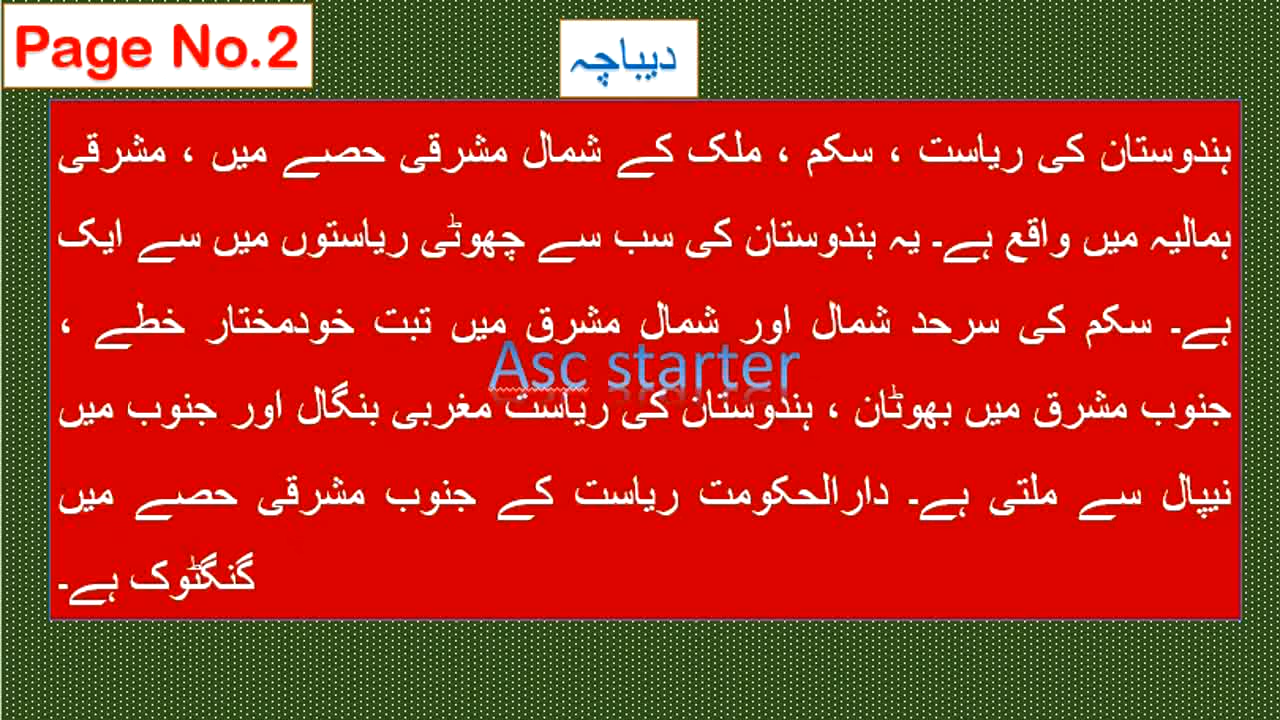 Page No.2
دیباچہ
ہندوستان کی ریاست ، سکم ، ملک کے شمال مشرقی حصے میں ، مشرقی
ہمالیہ میں واقع ہے۔ یہ ہندوستان کی سب سے چھوٹی ریاستوں میں سے ایک
ہے۔ سکم کی سرحد شمال اور شمال مشرق میں تبت خودمختار خطے ،
Asc starter
جنوب مشرق میں بھوٹان ، ہندوستان کی ریاست مغربی بنگال اور جنوب میں
نیپال سے ملتی ہے۔ دارالحکومت ریاست کے جنوب مشرقی حصے میں
گنگٹوک ہے۔